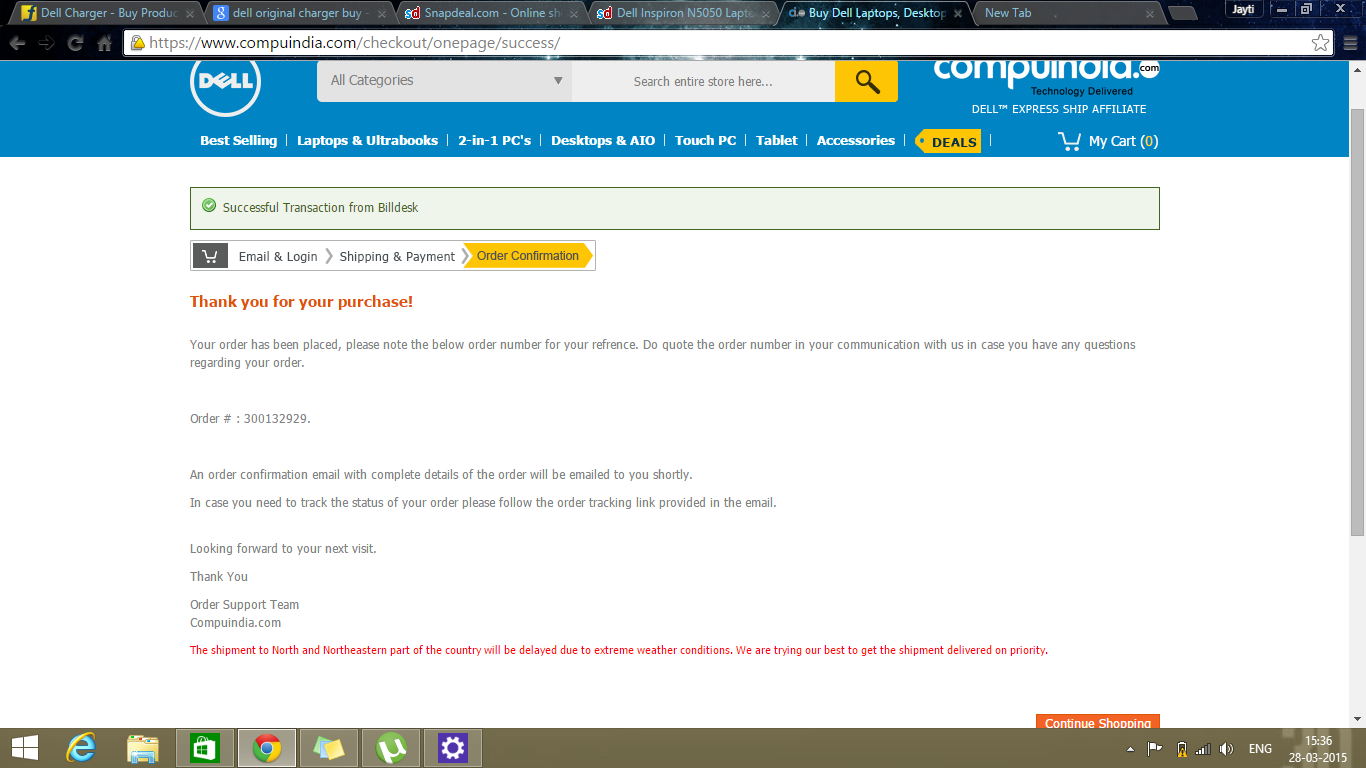 Dell Charger - Buy Produc
dell original charger buy -
Snapdeal.com - Online sh
Dell Inspiron N5050 Lapt
Buy Dell Laptops, Desktop
New Tab
Jayti
https://www.compuindia.com/checkout/onepage/success/
DELL
All Categories
Search entire store here...
compuindia.com
Technology Delivered
DELL™ EXPRESS SHIP AFFILIATE
Best Selling
Laptops & Ultrabooks
2-in-1 PC's
Desktops & AIO
Touch PC
Tablet
Accessories
DEALS
My Cart (0)
Successful Transaction from Billdesk
Email & Login
Shipping & Payment
Order Confirmation
Thank you for your purchase!
Your order has been placed, please note the below order number for your refrence. Do quote the order number in your communication with us in case you have any questions
regarding your order.
Order # : 300132929.
An order confirmation email with complete details of the order will be emailed to you shortly.
In case you need to track the status of your order please follow the order tracking link provided in the email.
Looking forward to your next visit.
Thank You
Order Support Team
Compuindia.com
The shipment to North and Northeastern part of the country will be delayed due to extreme weather conditions. We are trying our best to get the shipment delivered on priority.
Continue Shopping
ENG
15:36
28-03-2015